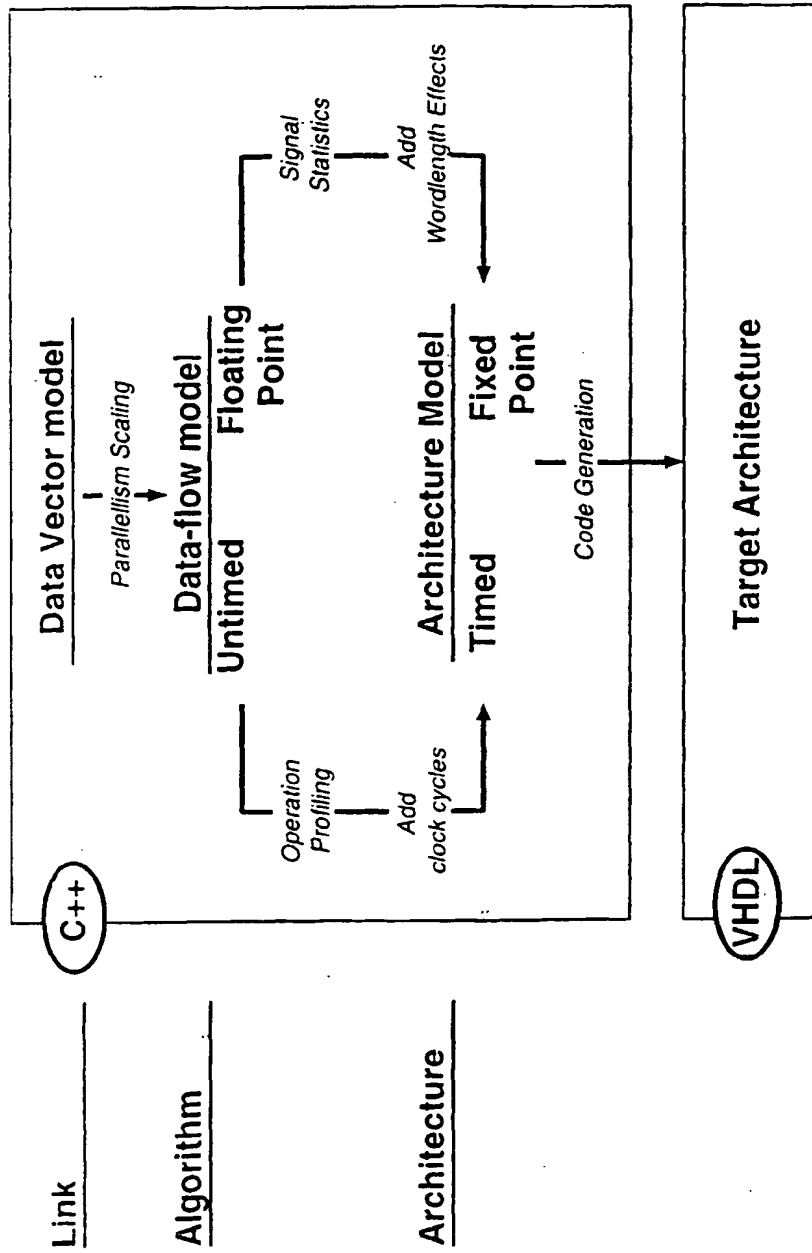 Link
C++
Data Vector model
Parallelism Scaling
Algorithm
Data-flow model
Untimed
Floating
Point
Operation
Profiling
Signal
Statistics
Add
clock cycles
Add
Wordlength Effects
Architecture
Architecture Model
Timed
Fixed
Point
Code Generation
VHDL
Target Architecture